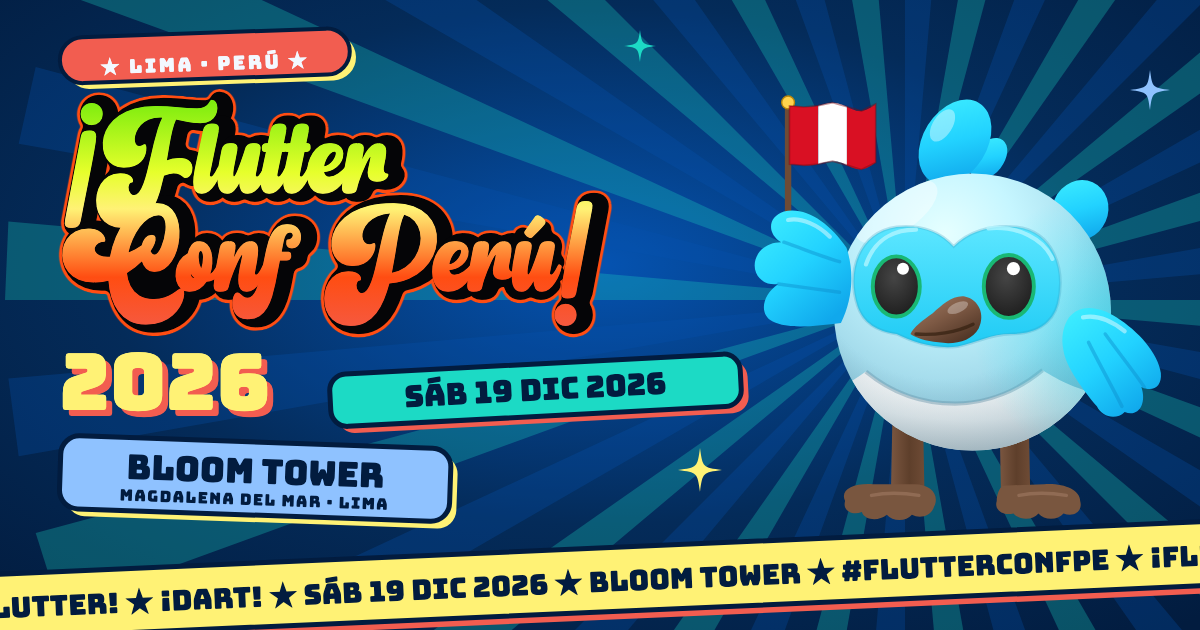 ★ LIMA · PERÚ ★
¡Flutter
Conf Perú!
2026
SÁB 19 DIC 2026
BLOOM TOWER
MAGDALENA DEL MAR · LIMA
LUTTER! ★ ¡DART! ★ SÁB 19 DIC 2026 ★ BLOOM TOWER ★ #FLUTTERCONFPE ★ ¡FL